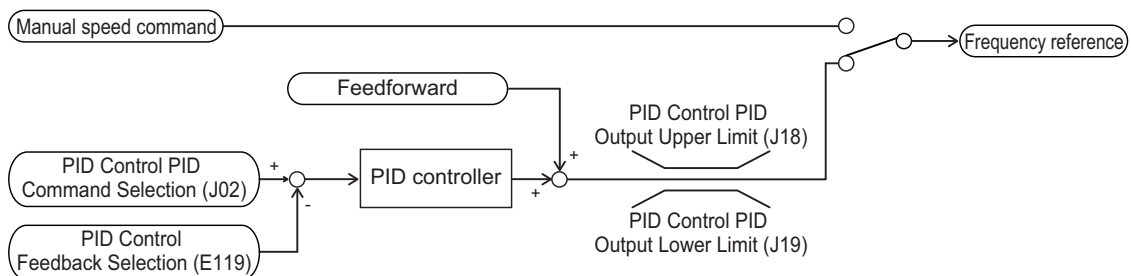 Manual speed command
Frequency reference
Feedforward
PID Control PID
Output Upper Limit (J18)
PID Control PID
Command Selection (J02)
+
-
PID controller
+
+
PID Control PID
Output Lower Limit (J19)
PID Control
Feedback Selection (E119)